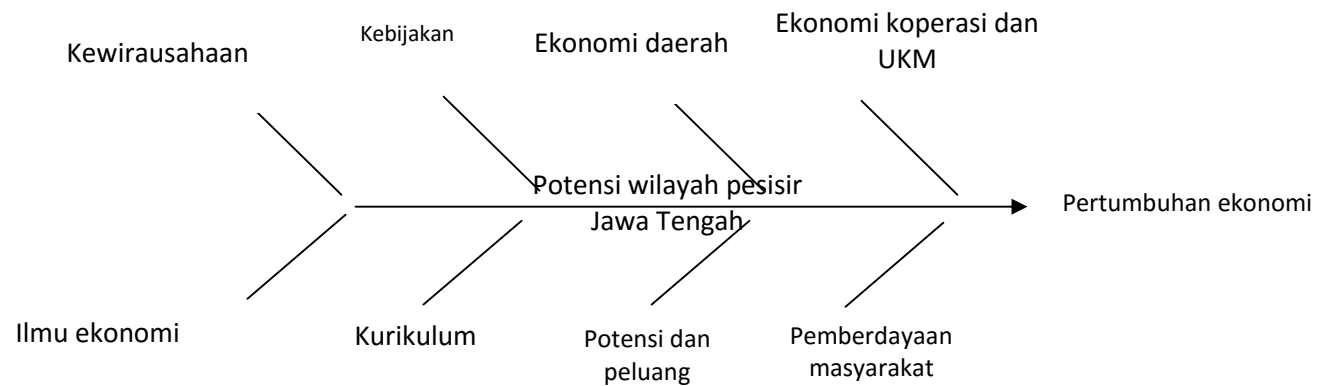 Kewirausahaan
Kebijakan
Ekonomi daerah
Ekonomi koperasi dan
UKM
Potensi wilayah pesisir
Jawa Tengah
Pertumbuhan ekonomi
Ilmu ekonomi
Kurikulum
Potensi dan
peluang
Pemberdayaan
masyarakat